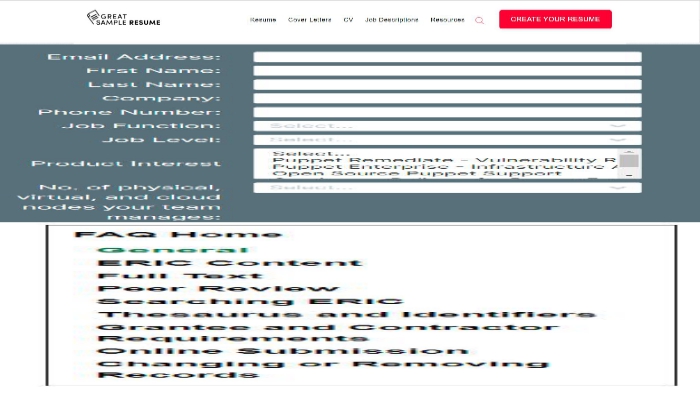 GREAT
SAMPLE RESUME
Resume Cover Letters CV Job Descriptions Resources CREATE YOUR RESUME
Email Address:
First Name:
Last Name:
Company:
Phone Number:
Job Function: Select...
Job Level: Select...
Select...
Product Interest Puppet Remediate - Vulnerability R
Puppet Enterprise - Infrastructure
Open Source Puppet Support
No. of physical, Select...
virtual, and cloud
nodes your team
manages:
FAQ Home
General
ERIC Content
Full Text
Peer Review
Searching ERIC
Thesaurus and Identifiers
Grantee and Contractor
Requirements
Online Submission
Changing or Removing
Records